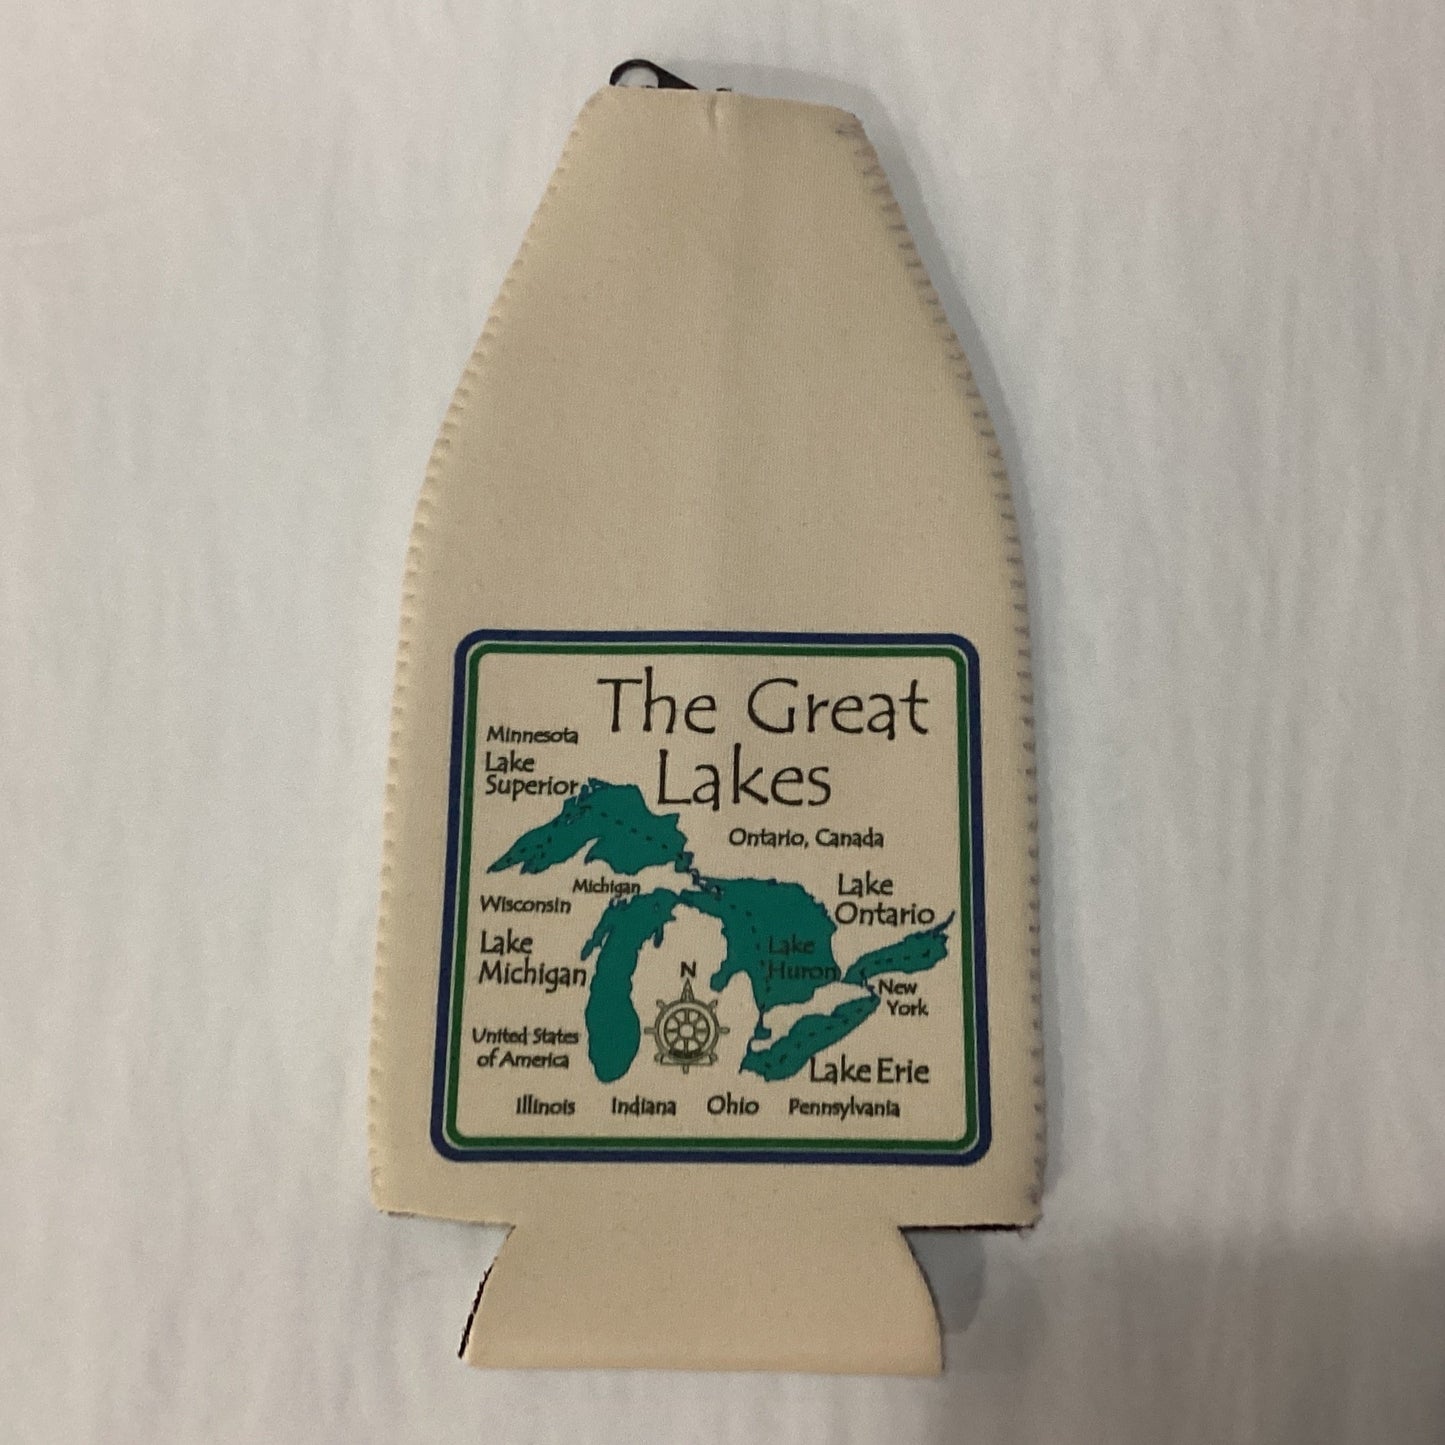 The Great
Lakes
Minnesota
Lake
Superior
Ontario, Canada
Michigan
Wisconsin
Lake
Ontario
Lake
Michigan
Lake
Huron
N
New
York
United States
of America
Lake Erie
Illinois Indiana Ohio Pennsylvania